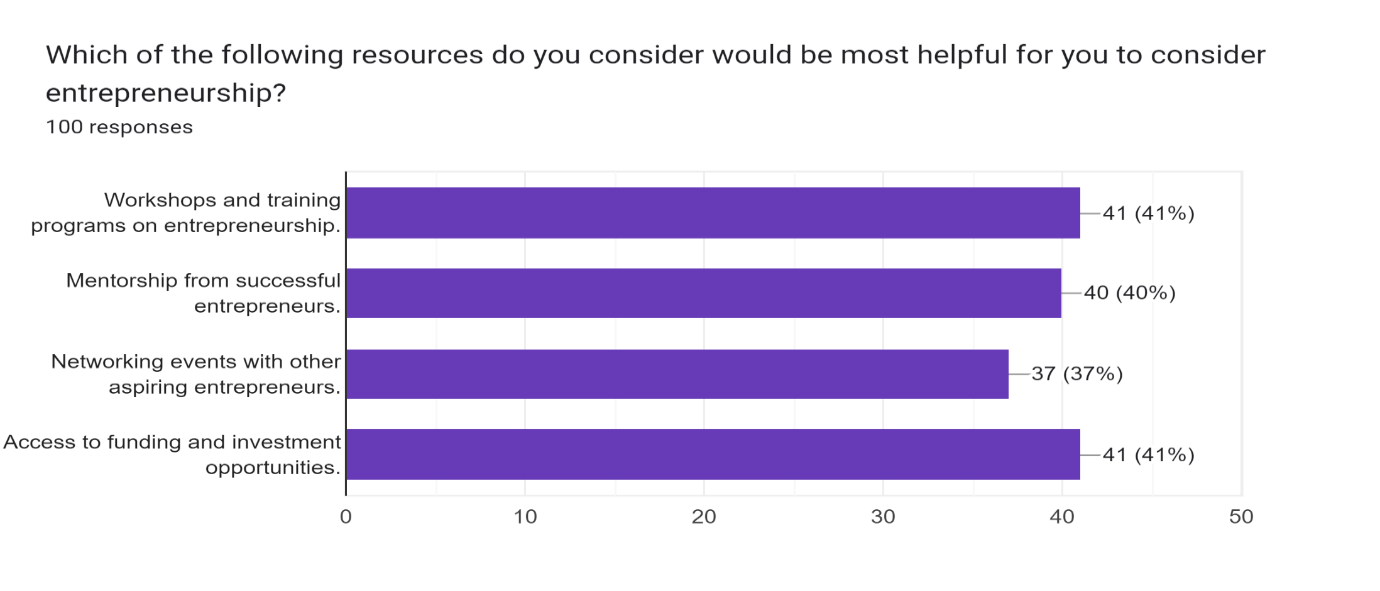 Which of the following resources do you consider would be most helpful for you to consider
entrepreneurship?
100 responses
Workshops and training
programs on entrepreneurship.
41 (41%)
Mentorship from successful
entrepreneurs.
40 (40%)
Networking events with other
aspiring entrepreneurs.
37 (37%)
Access to funding and investment
opportunities.
41 (41%)
0 10 20 30 40 50